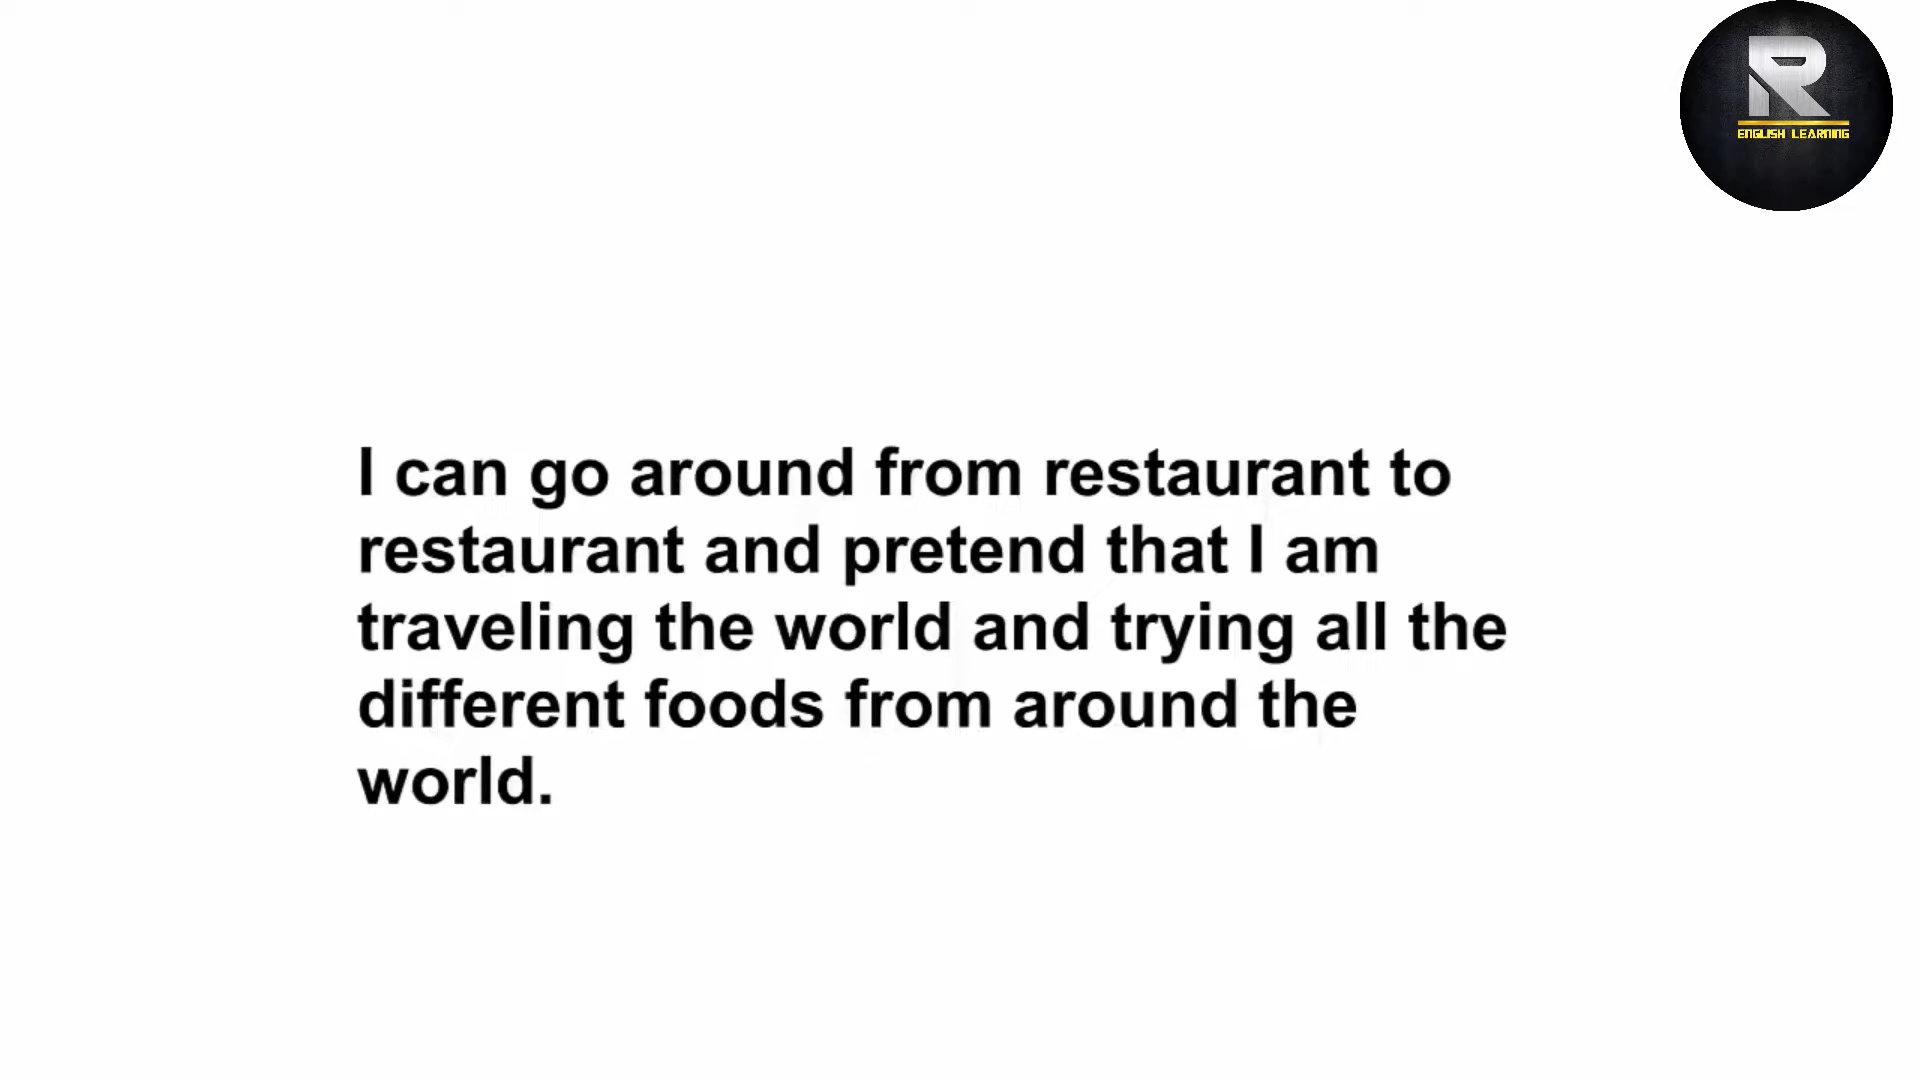 R
ENGLISH LEARNING
I can go around from restaurant to
restaurant and pretend that I am
traveling the world and trying all the
different foods from around the
world.